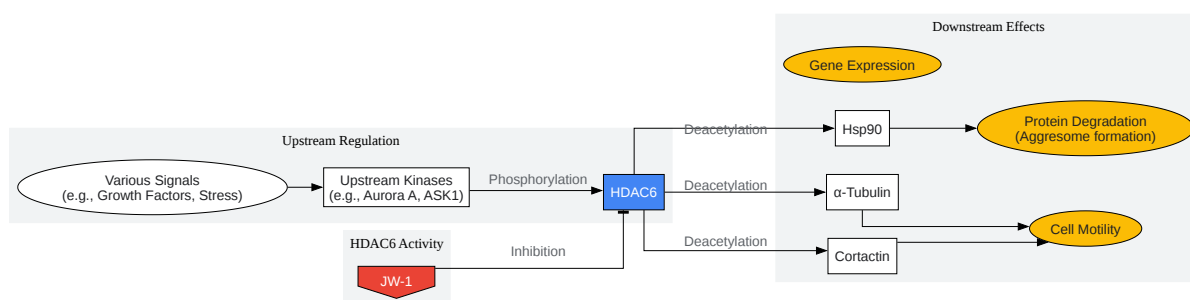 Downstream Effects
Gene Expression
Deacetylation
Hsp90
Protein Degradation
(Aggresome formation)
Upstream Regulation
Various Signals
(e.g., Growth Factors, Stress)
Upstream Kinases
(e.g., Aurora A, ASK1)
Phosphorylation
HDAC6
Deacetylation
α-Tubulin
Cell Motility
HDAC6 Activity
JW-1
Inhibition
Deacetylation
Cortactin